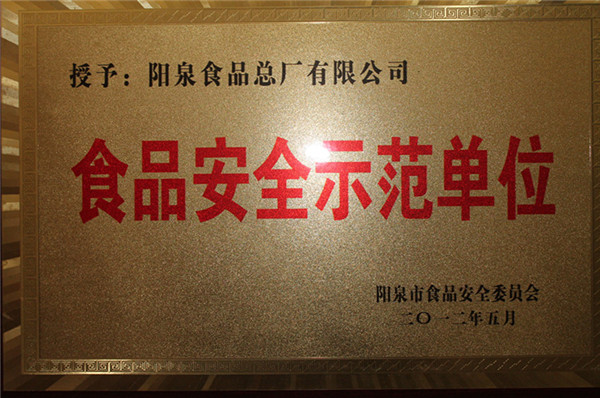 授予：阳泉食品总厂有限公司
食品安全示范单位
阳泉市食品安全委员会
二〇一二年五月